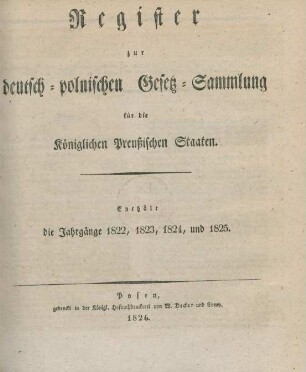 Register
zur
deutsch-polnischen Gesetz-Sammlung
für die
Königlichen Preußischen Staaten.
Enthält
die Jahrgänge 1822, 1823, 1824, und 1825.
Posen,
gedruckt in der Königl. Hofbuchdruckerei von W. Decker und Comp.
1826.